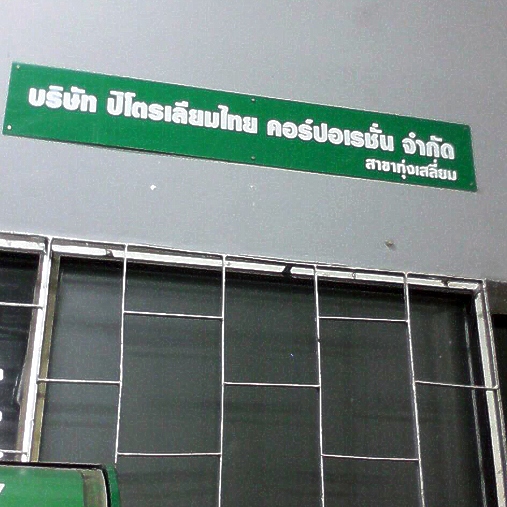 บริษัท ปิโตรเลียมไทย คอร์ปอเรชั่น จำกัด
สาขาทุ่งเสลี่ยม